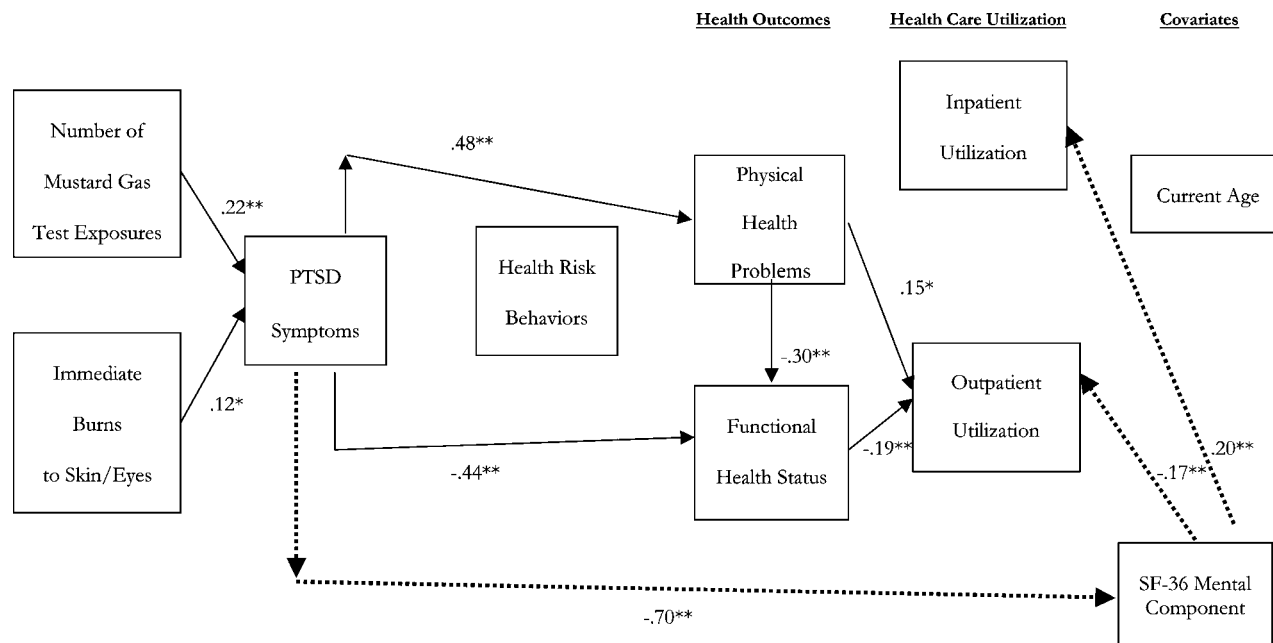 Health Outcomes
Health Care Utilization
Covariates
Number of
Mustard Gas
Test Exposures
Immediate
Burns
to Skin/Eyes
.22**
.12*
PTSD
Symptoms
.48**
-.44**
-.70**
Health Risk
Behaviors
Physical
Health
Problems
-.30**
Functional
Health Status
.15*
-.19**
Inpatient
Utilization
Outpatient
Utilization
-.17**
.20**
Current Age
SF-36 Mental
Component